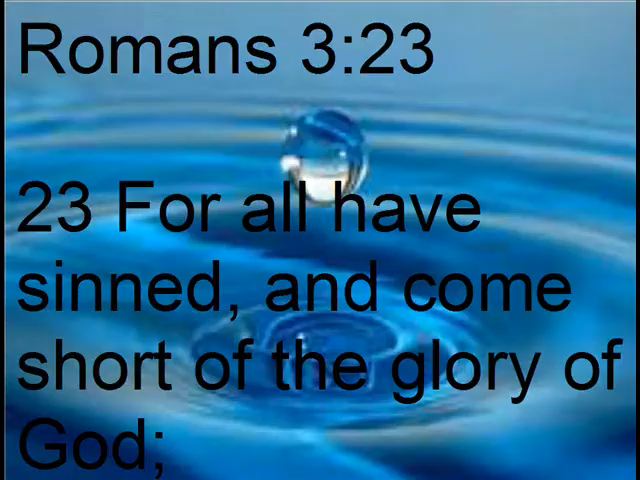 Romans 3:23
23 For all have
sinned, and come
short of the glory of
God;